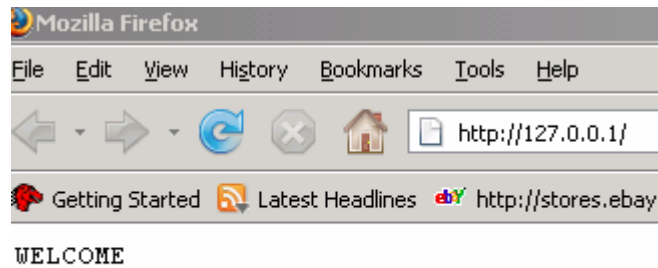 Mozilla Firefox
File Edit View History Bookmarks Tools Help
http://127.0.0.1/
Getting Started Latest Headlines ebY http://stores.ebay
WELCOME